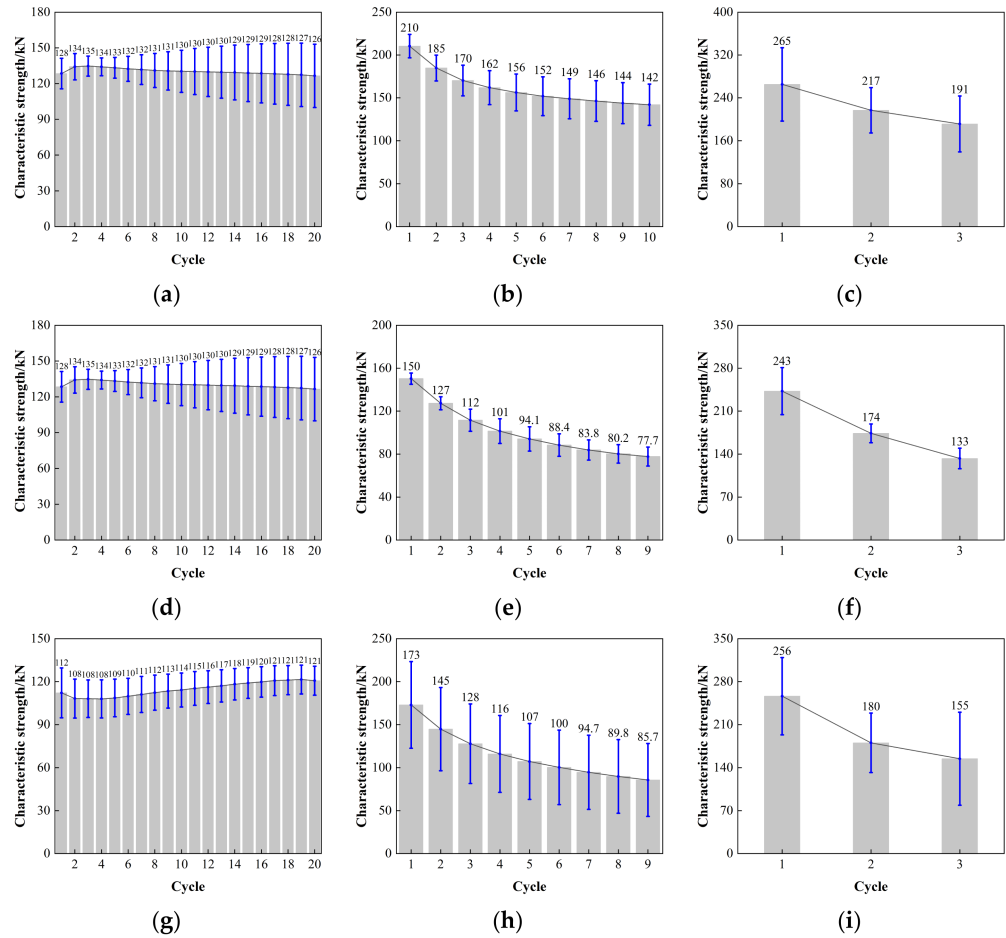 180
150
120
90
60
30
0
128 134 135 134 133 132 132 131 131 130 130 130 130 129 129 129 128 128 127 126
2 4 6 8 10 12 14 16 18 20
Characteristic strength/kN
Cycle
(a)
250
200
150
100
50
0
210 185 170 162 156 152 149 146 144 142
1 2 3 4 5 6 7 8 9 10
Characteristic strength/kN
Cycle
(b)
400
320
240
160
80
0
265 217 191
1 2 3
Characteristic strength/kN
Cycle
(c)
180
150
120
90
60
30
0
128 134 135 134 133 132 132 131 131 130 130 130 130 129 129 129 128 128 127 126
2 4 6 8 10 12 14 16 18 20
Characteristic strength/kN
Cycle
(d)
200
160
120
80
40
0
150 127 112 101 94.1 88.4 83.8 80.2 77.7
1 2 3 4 5 6 7 8 9
Characteristic strength/kN
Cycle
(e)
350
280
210
140
70
0
243 174 133
1 2 3
Characteristic strength/kN
Cycle
(f)
150
120
90
60
30
0
112 108 108 108 109 110 111 112 113 114 115 116 117 118 119 120 121 121 121 121
2 4 6 8 10 12 14 16 18 20
Characteristic strength/kN
Cycle
(g)
250
200
150
100
50
0
173 145 128 116 107 100 94.7 89.8 85.7
1 2 3 4 5 6 7 8 9
Characteristic strength/kN
Cycle
(h)
350
280
210
140
70
0
256 180 155
1 2 3
Characteristic strength/kN
Cycle
(i)